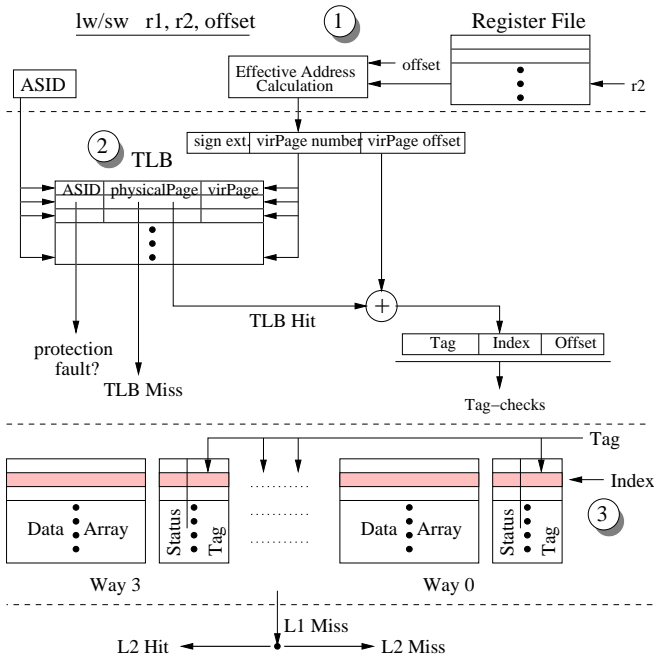 lw/sw r1, r2, offset
1
Register File
ASID
Effective Address
Calculation
offset
r2
2
TLB
sign ext. virPage number virPage offset
ASID physicalPage virPage
TLB Hit
+
protection
fault?
TLB Miss
Tag Index Offset
Tag-checks
Tag
Index
3
Data Array
Status
Tag
Data Array
Status
Tag
Way 3
Way 0
L1 Miss
L2 Hit
L2 Miss